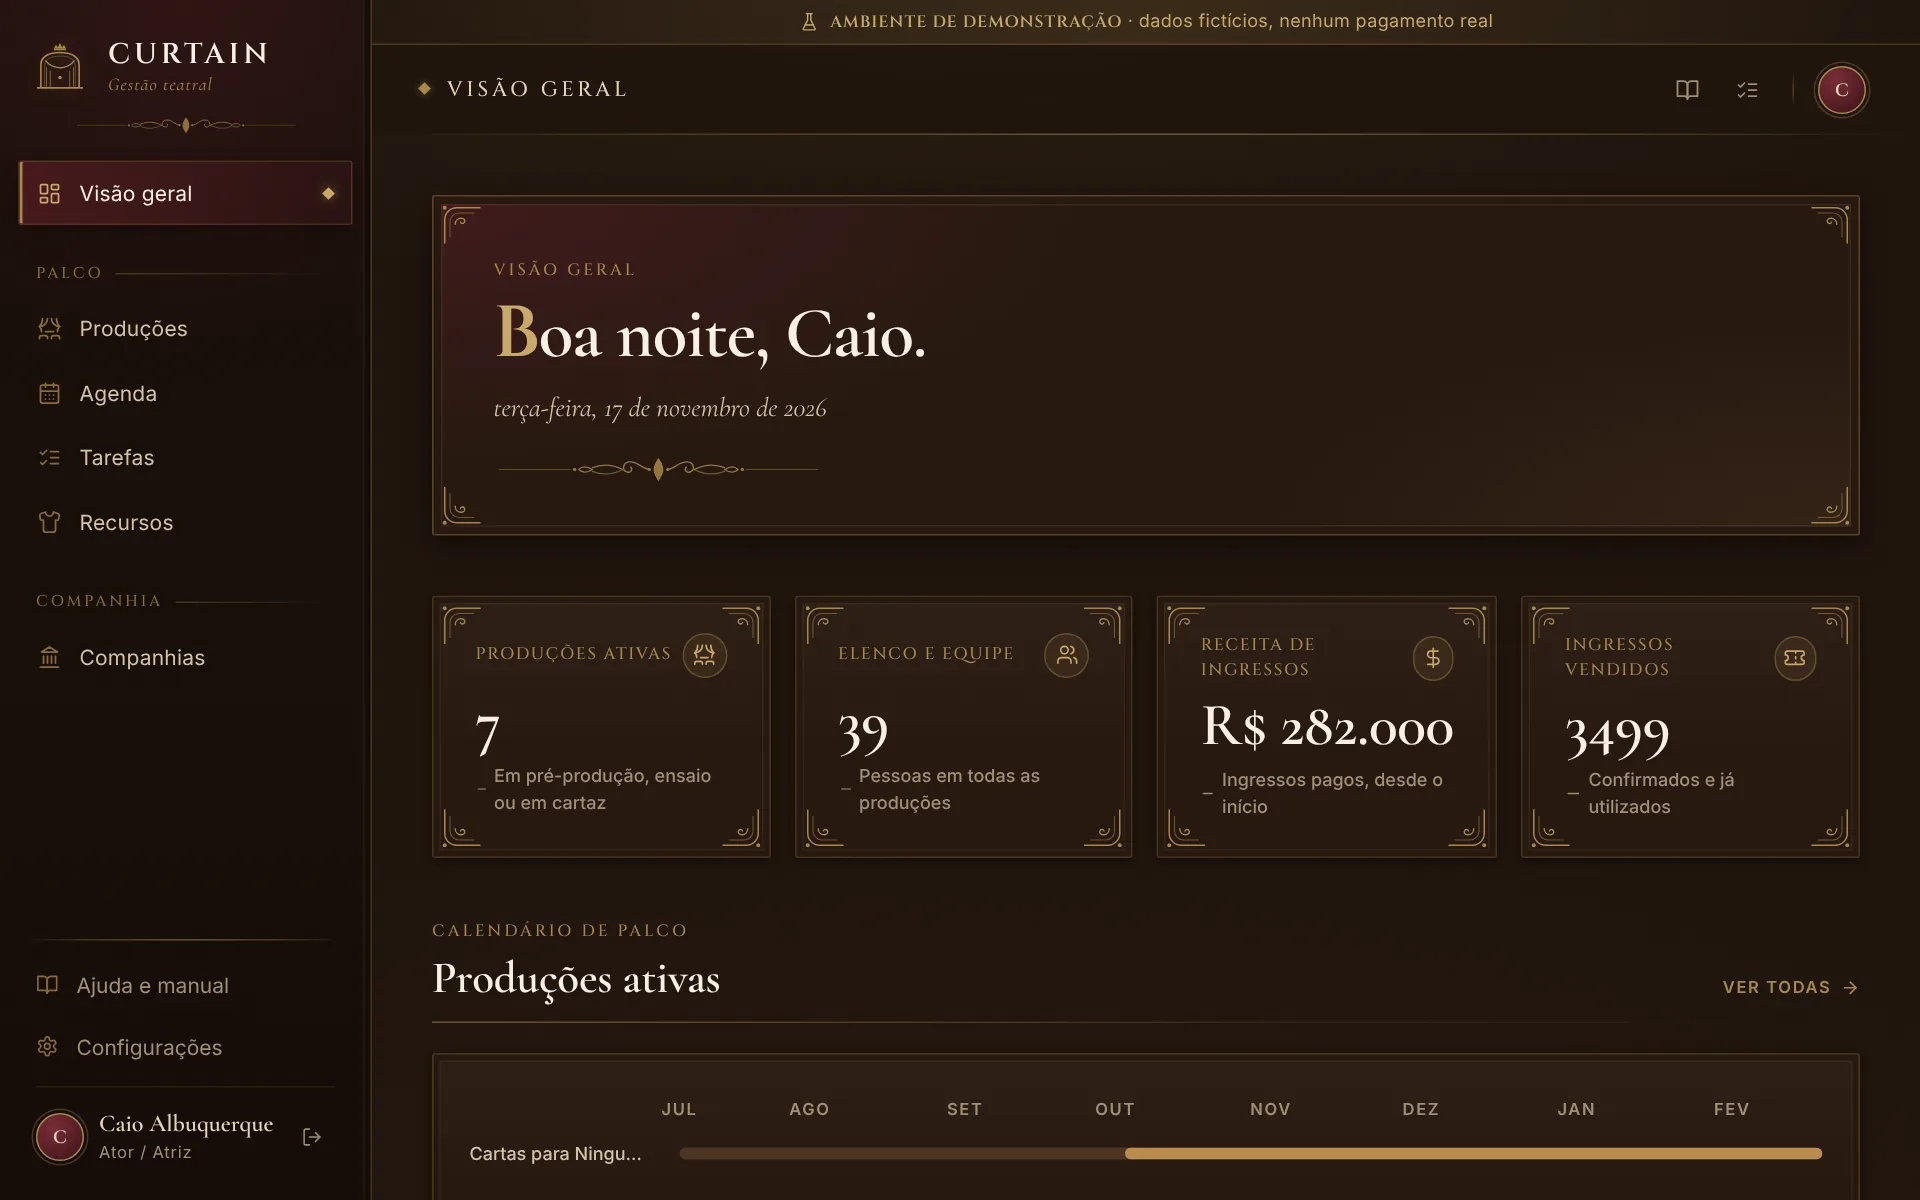 CURTAIN
Gestão teatral
Visão geral
PALCO
Produções
Agenda
Tarefas
Recursos
COMPANHIA
Companhias
Ajuda e manual
Configurações
C
Caio Albuquerque
Ator / Atriz
AMBIENTE DE DEMONSTRAÇÃO · dados fictícios, nenhum pagamento real
VISÃO GERAL
C
VISÃO GERAL
Boa noite, Caio.
terça-feira, 17 de novembro de 2026
PRODUÇÕES ATIVAS
7
Em pré-produção, ensaio
ou em cartaz
ELENCO E EQUIPE
39
Pessoas em todas as
produções
RECEITA DE
INGRESSOS
R$ 282.000
Ingressos pagos, desde o
início
INGRESSOS
VENDIDOS
3499
Confirmados e já
utilizados
CALENDÁRIO DE PALCO
Produções ativas
VER TODAS
JUL AGO SET OUT NOV DEZ JAN FEV
Cartas para Ningu...